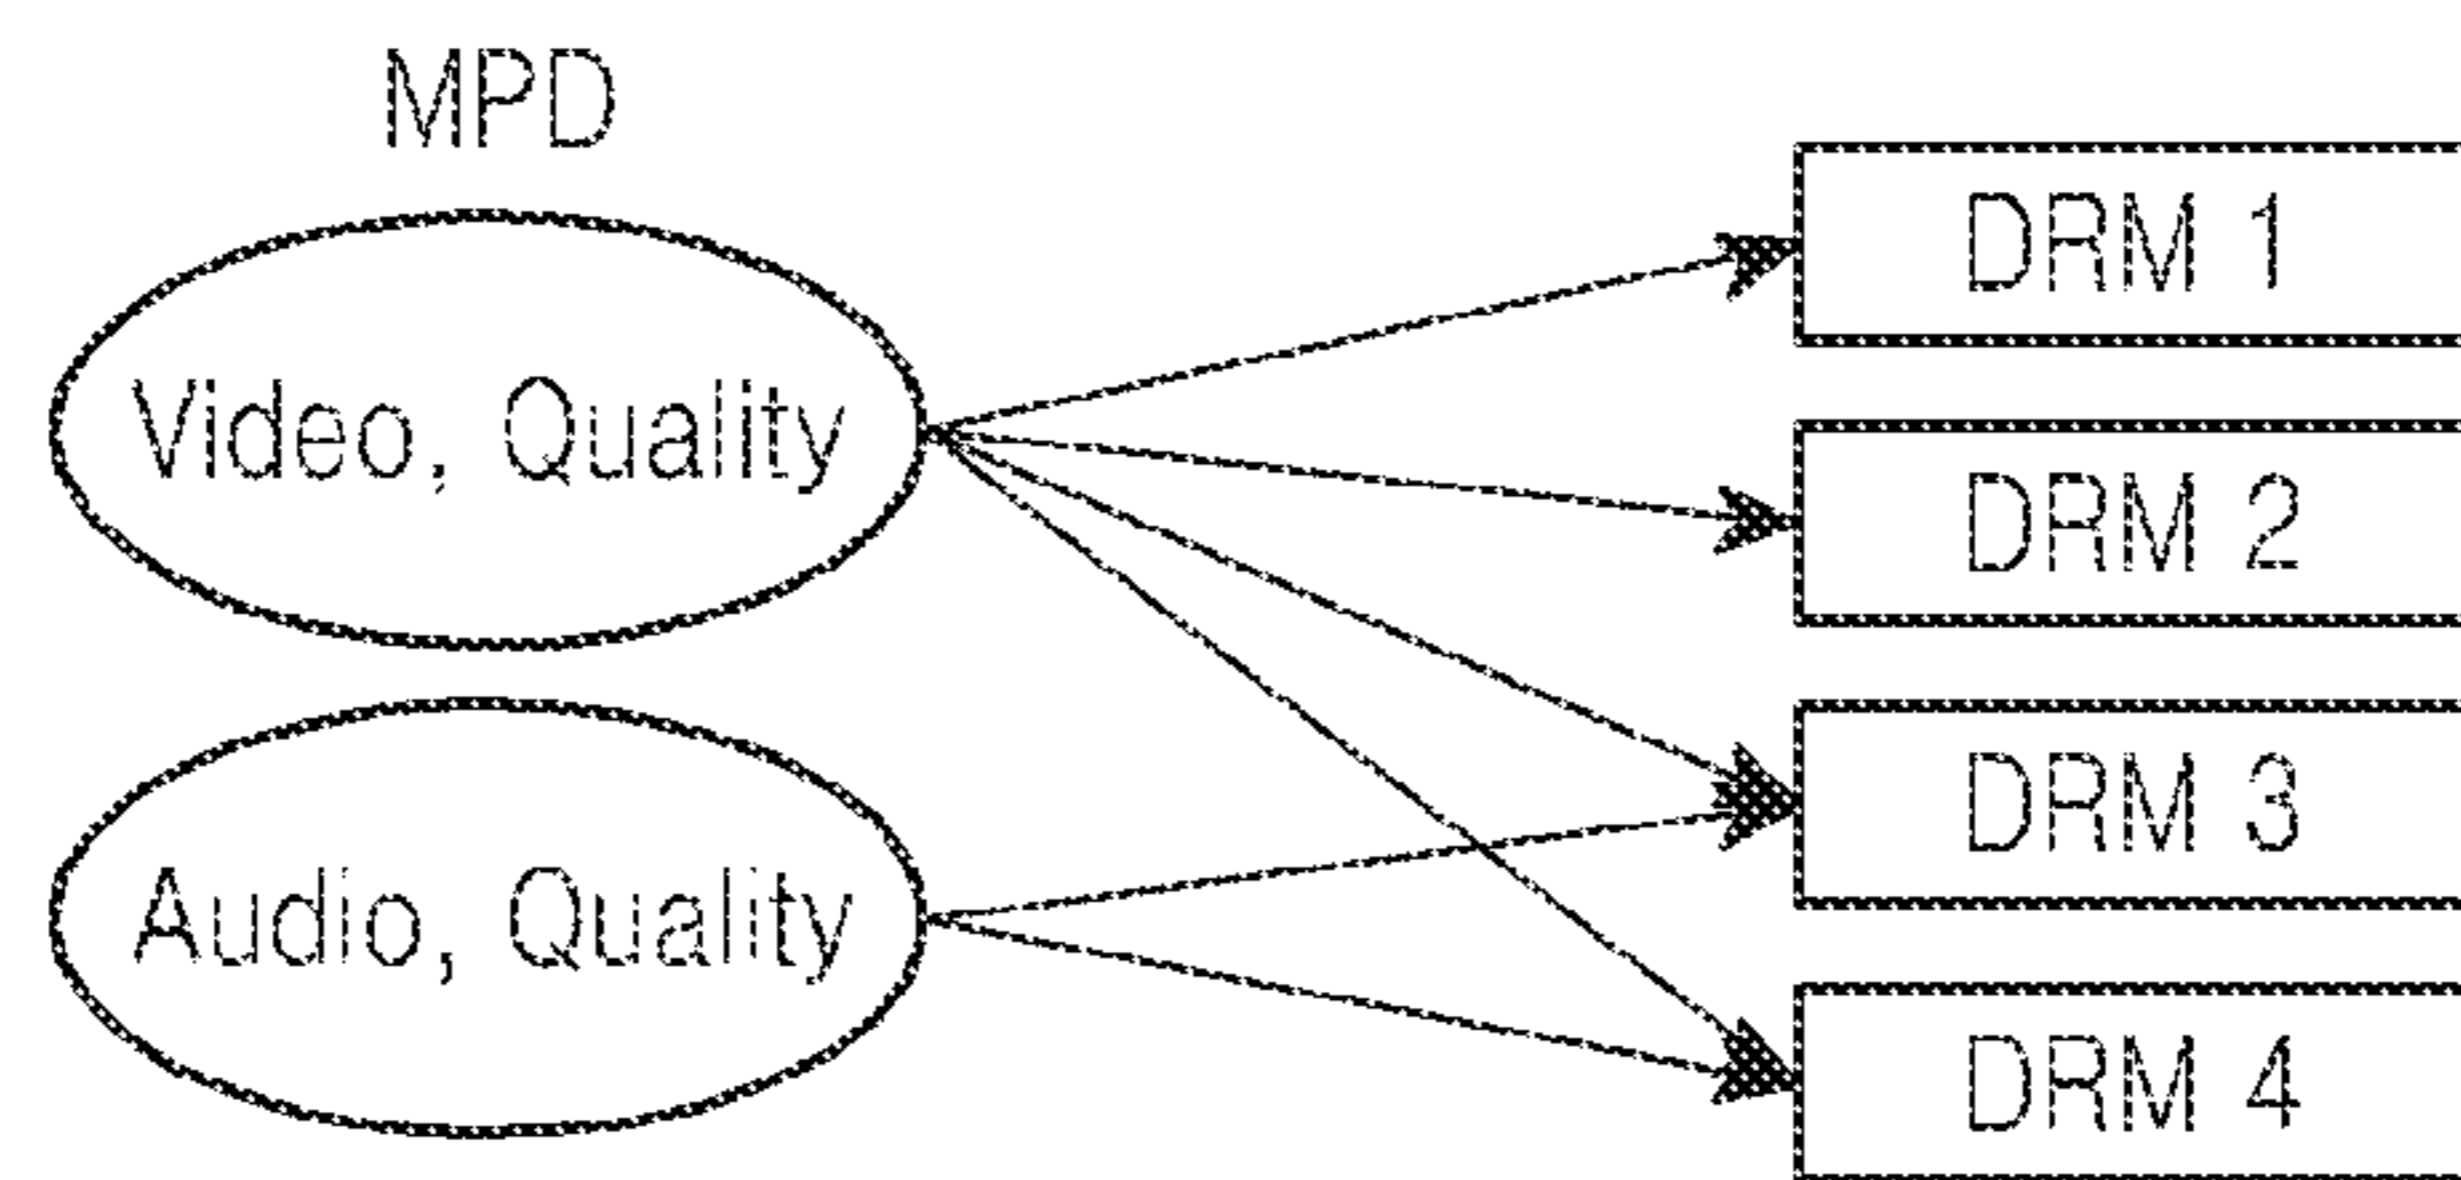 MPD
Video, Quality
Audio, Quality
DRM 1
DRM 2
DRM 3
DRM 4